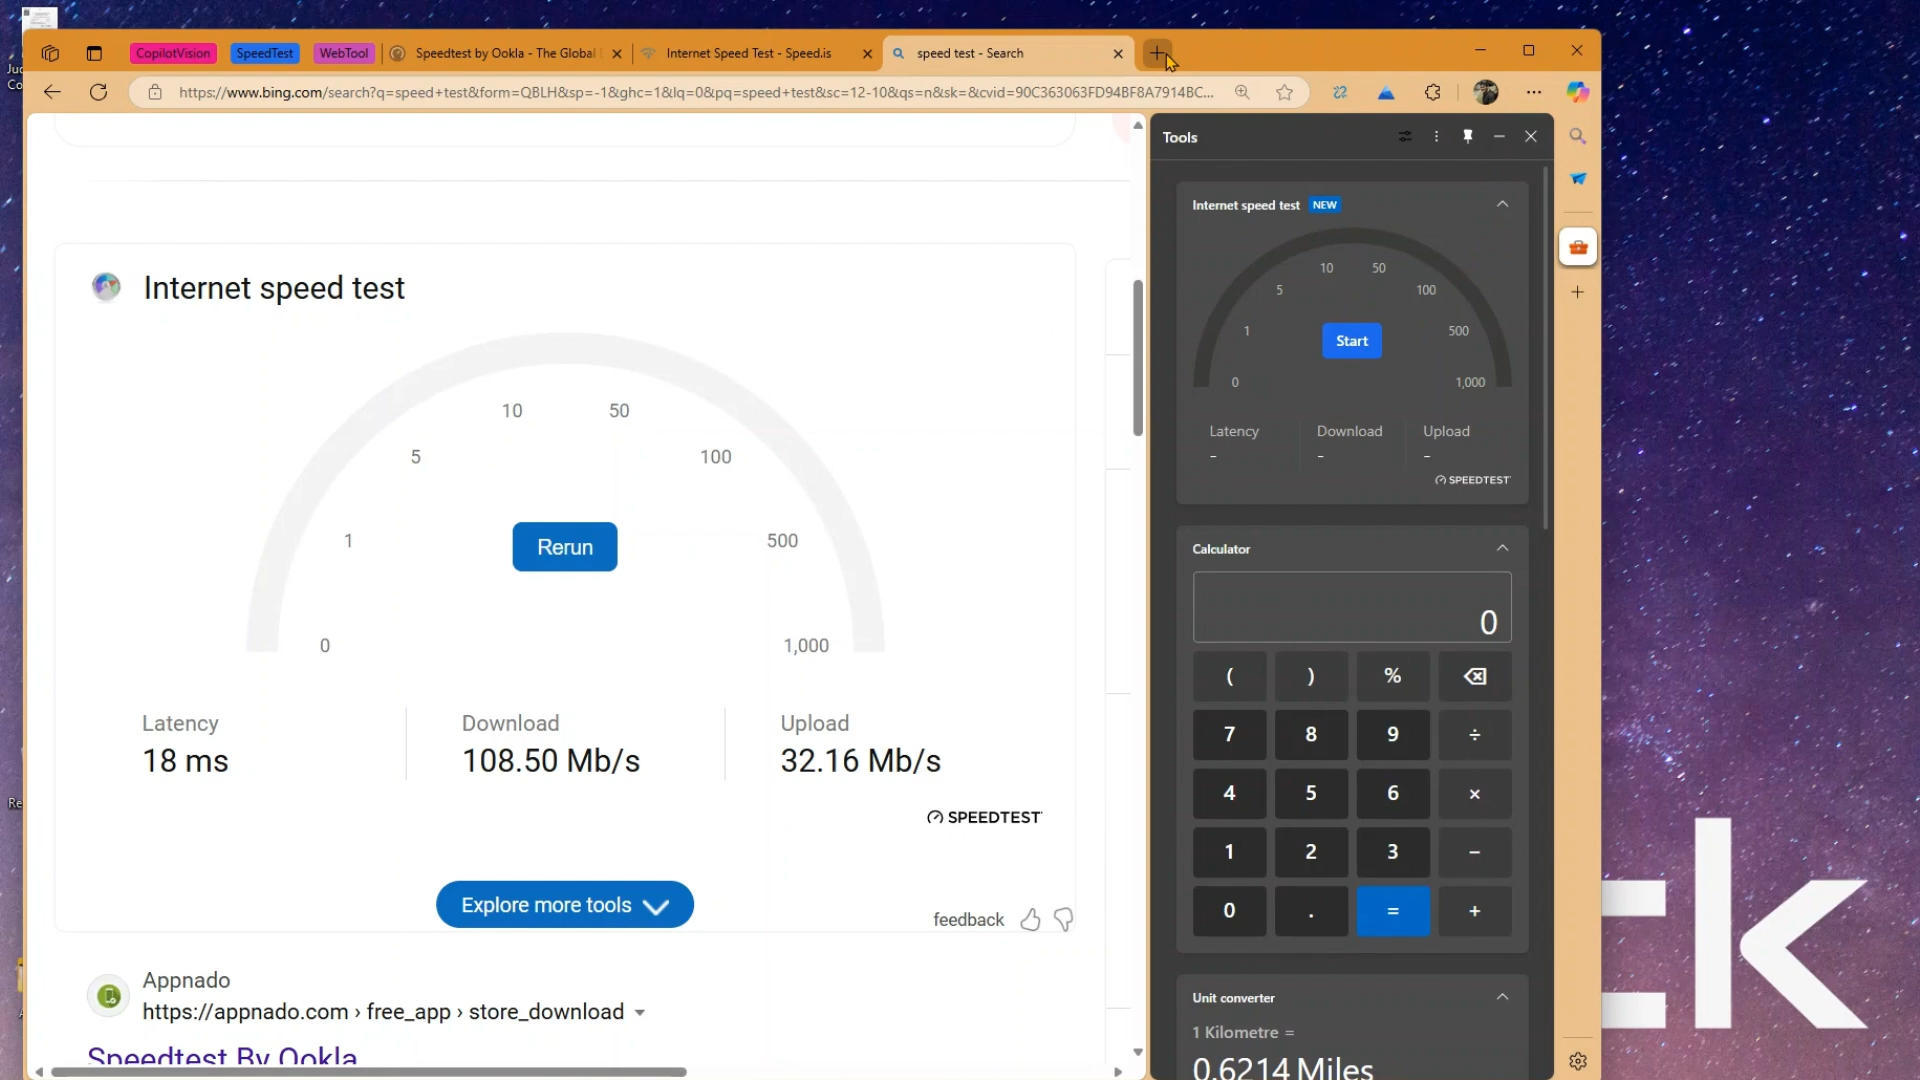 CopilotVision
SpeedTest
WebTool
Speedtest by Ookla - The Global
Internet Speed Test - Speed.is
speed test - Search
https://www.bing.com/search?q=speed+test&form=QBLH&sp=-1&ghc=1&lq=0&pq=speed+test&sc=12-10&qs=n&sk=&cvid=90C363063FD94BF8A7914BC...
Internet speed test
10
50
5
100
1
500
Rerun
0
1,000
Latency
Download
Upload
18 ms
108.50 Mb/s
32.16 Mb/s
SPEEDTEST
Explore more tools
feedback
Appnado
https://appnado.com › free_app › store_download
Speedtest By Ookla
Tools
Internet speed test NEW
10
50
5
100
1
500
Start
0
1,000
Latency
Download
Upload
-
-
-
SPEEDTEST
Calculator
0
( ) %
7 8 9 ÷
4 5 6 ×
1 2 3 −
0 . = +
Unit converter
1 Kilometre =
0.6214 Miles